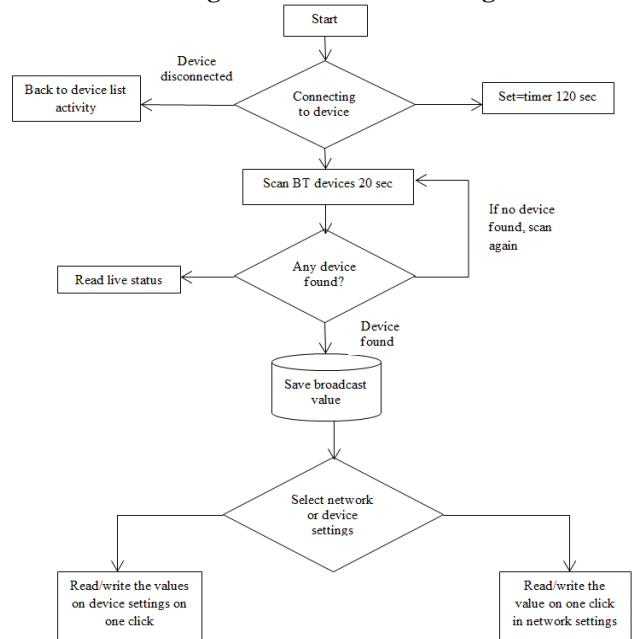 Start
Device
disconnected
Back to device list
activity
Connecting
to device
Set=timer 120 sec
Scan BT devices 20 sec
If no device
found, scan
again
Any device
found?
Read live status
Device
found
Save broadcast
value
Select network
or device
settings
Read/write the values
on device settings on
one click
Read/write the
value on one click
in network settings